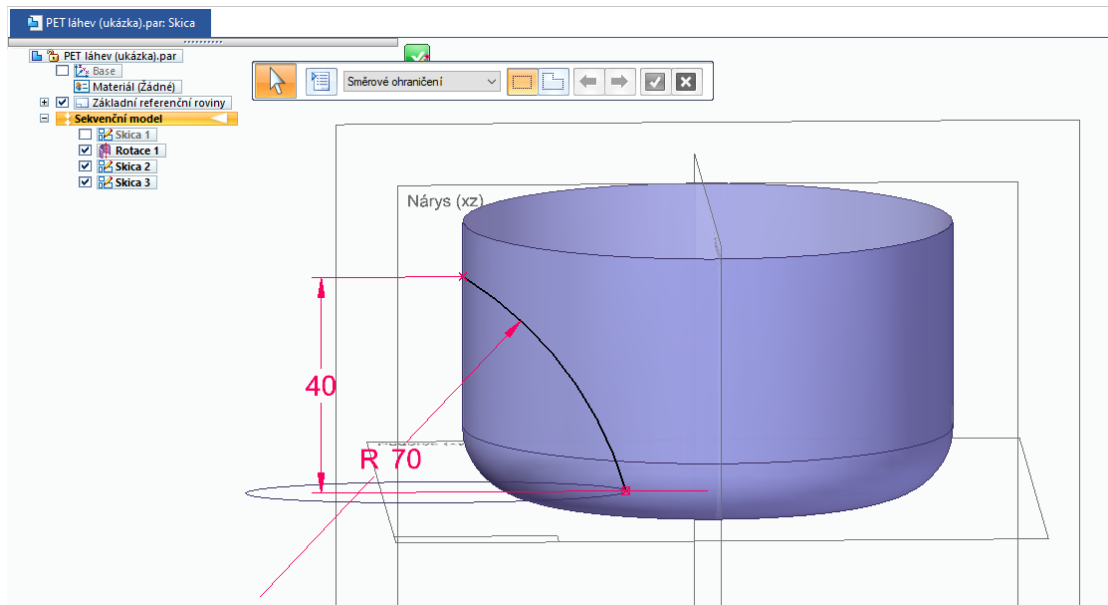 PET láhev (ukázka).par: Skica
PET láhev (ukázka).par
Base
Materiál (Žádné)
Základní referenční roviny
Sekvenční model
Skica 1
Rotace 1
Skica 2
Skica 3
Směrové ohraničení
Nárys (xz)
40
R 70